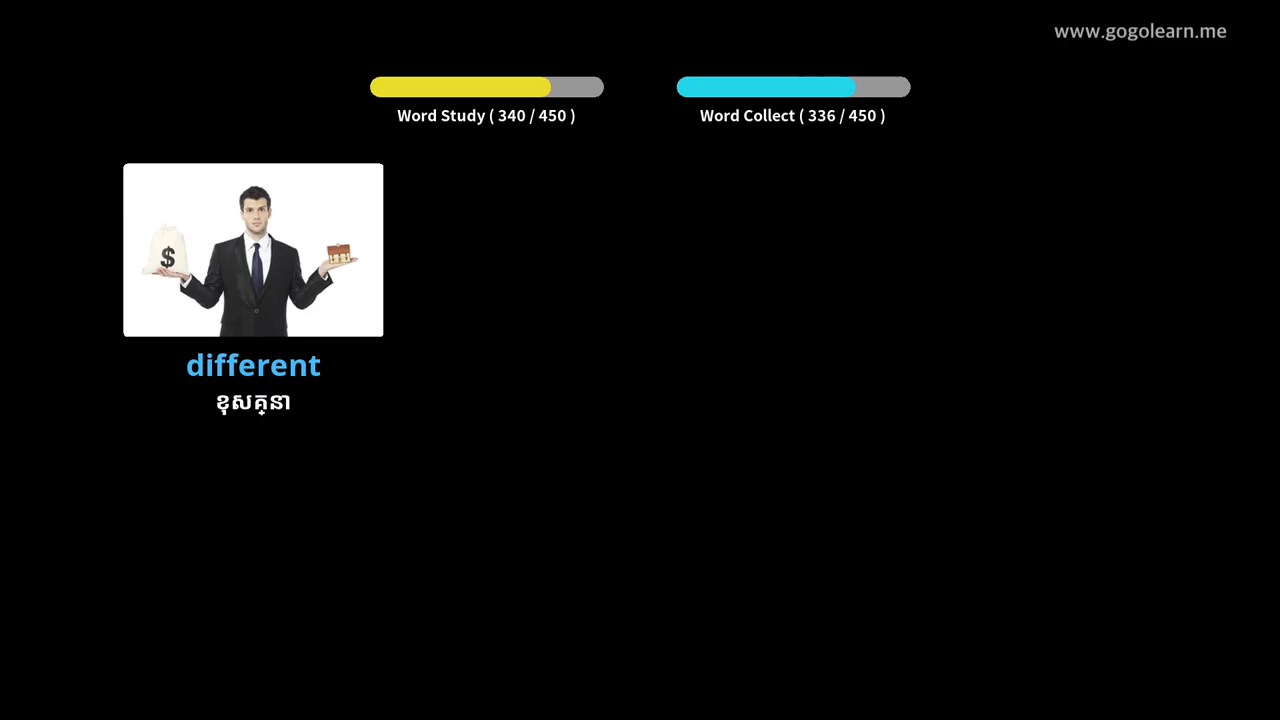 www.gogolearn.me
Word Study ( 340 / 450 )
Word Collect ( 336 / 450 )
$
different
ខុសគ្នា